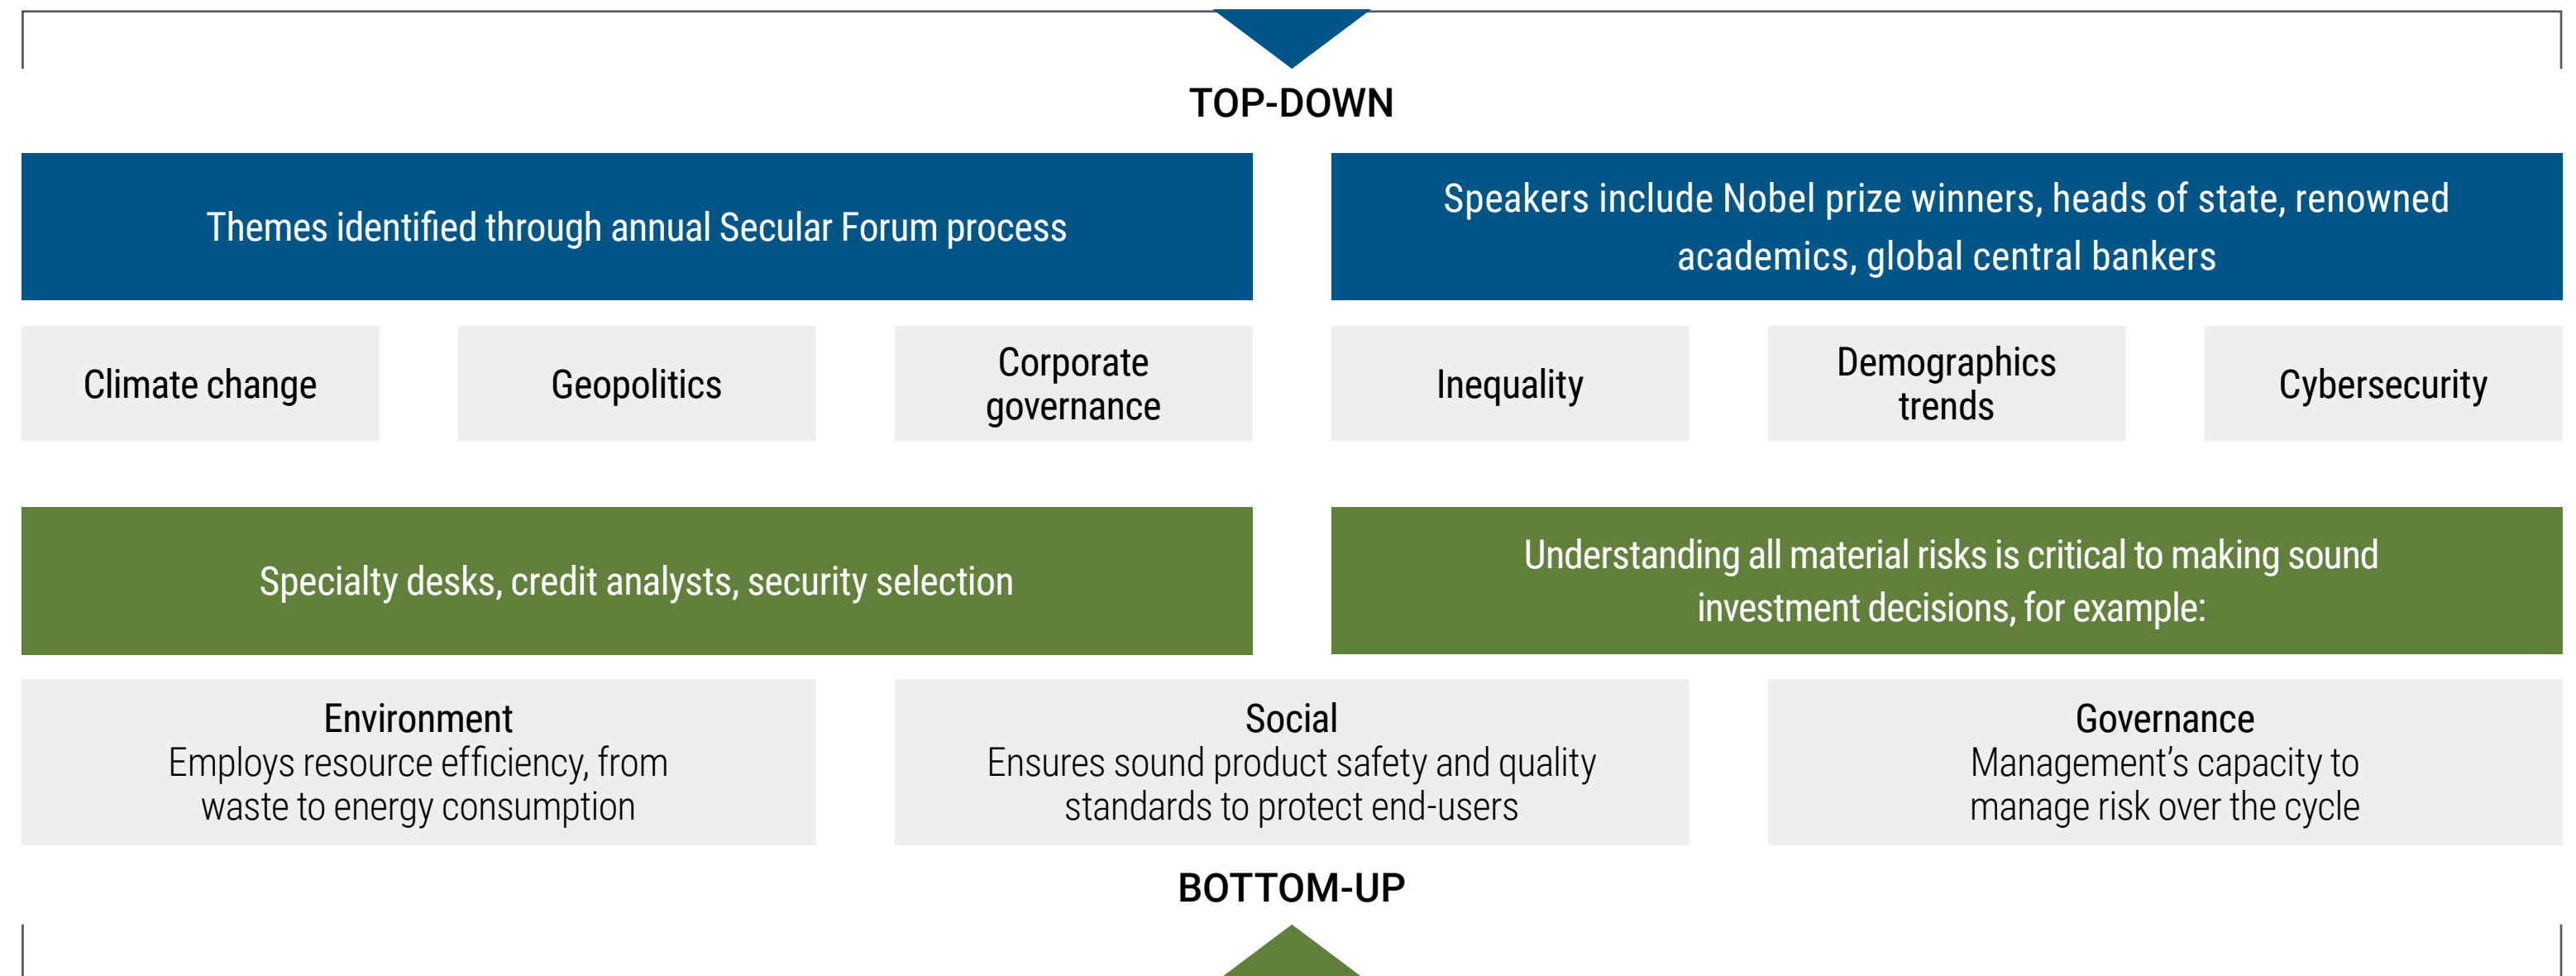 TOP-DOWN
Themes identified through annual Secular Forum process
Speakers include Nobel prize winners, heads of state, renowned
academics, global central bankers
Climate change
Geopolitics
Corporate
governance
Inequality
Demographics
trends
Cybersecurity
Specialty desks, credit analysts, security selection
Understanding all material risks is critical to making sound
investment decisions, for example:
Environment
Employs resource efficiency, from
waste to energy consumption
Social
Ensures sound product safety and quality
standards to protect end-users
Governance
Management’s capacity to
manage risk over the cycle
BOTTOM-UP